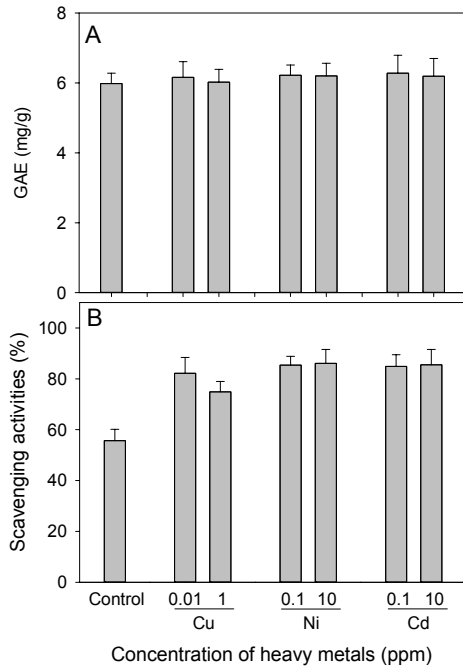 A
GAE (mg/g)
8
6
4
2
0
B
Scavenging activities (%)
100
80
60
40
20
0
Control 0.01 1 0.1 10 0.1 10
Cu Ni Cd
Concentration of heavy metals (ppm)